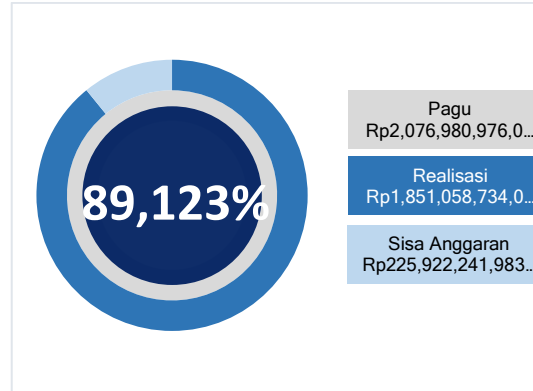 89,123%
Pagu
Rp2,076,980,976,0...
Realisasi
Rp1,851,058,734,0...
Sisa Anggaran
Rp225,922,241,983...